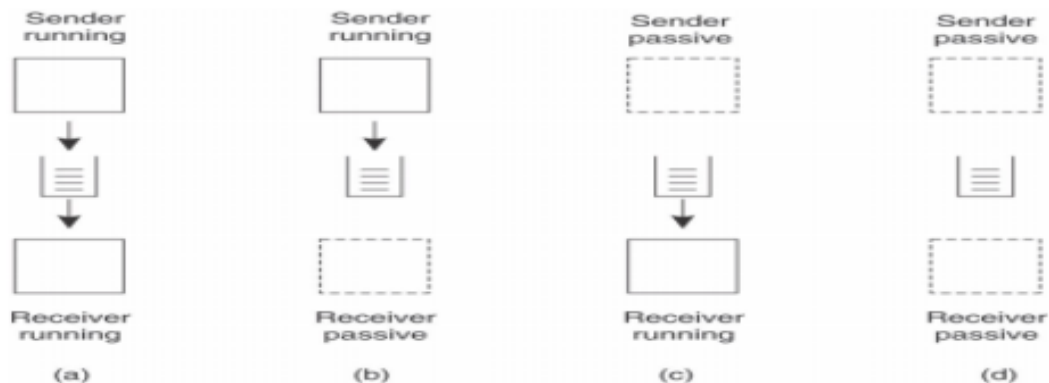 Sender
running
Sender
running
Sender
passive
Sender
passive
Receiver
running
Receiver
passive
Receiver
running
Receiver
passive
(a)
(b)
(c)
(d)